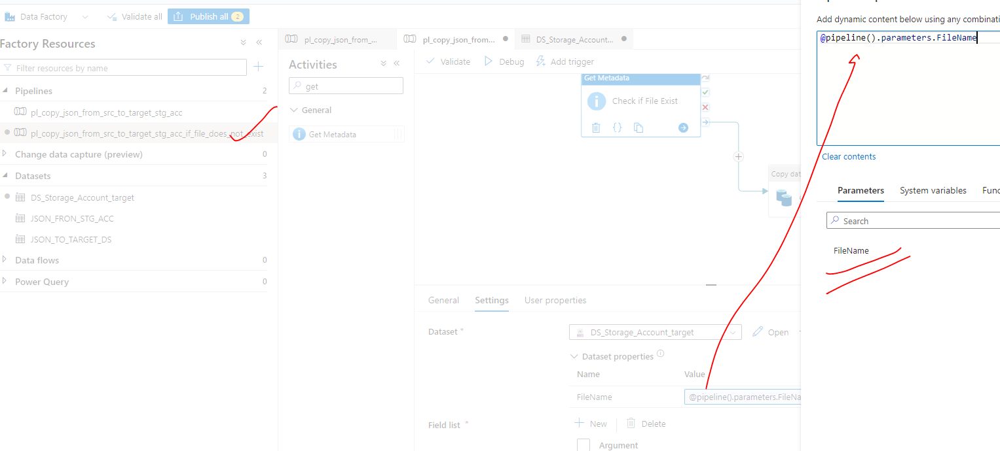 Add dynamic content below using any combinati
Data Factory
Validate all
Publish all 2
@pipeline().parameters.FileName
Factory Resources
pl_copy_json_from_...
pl_copy_json_from...
DS_Storage_Account...
Filter resources by name
Activities
Validate
Debug
Add trigger
Get Metadata
get
Pipelines 2
Check if File Exist
pl_copy_json_from_src_to_target_stg_acc
General
pl_copy_json_from_src_to_target_stg_acc_if_file_does_not_exist
Get Metadata
Change data capture (preview) 0
Clear contents
Datasets 3
Copy dat
DS_Storage_Account_target
Parameters
System variables
Func
JSON_FRON_STG_ACC
Search
JSON_TO_TARGET_DS
FileName
Data flows 0
Power Query 0
General
Settings
User properties
Dataset *
DS_Storage_Account_target
Open
Dataset properties
Name
Value
FileName
@pipeline().parameters.FileNa
Field list *
New
Delete
Argument